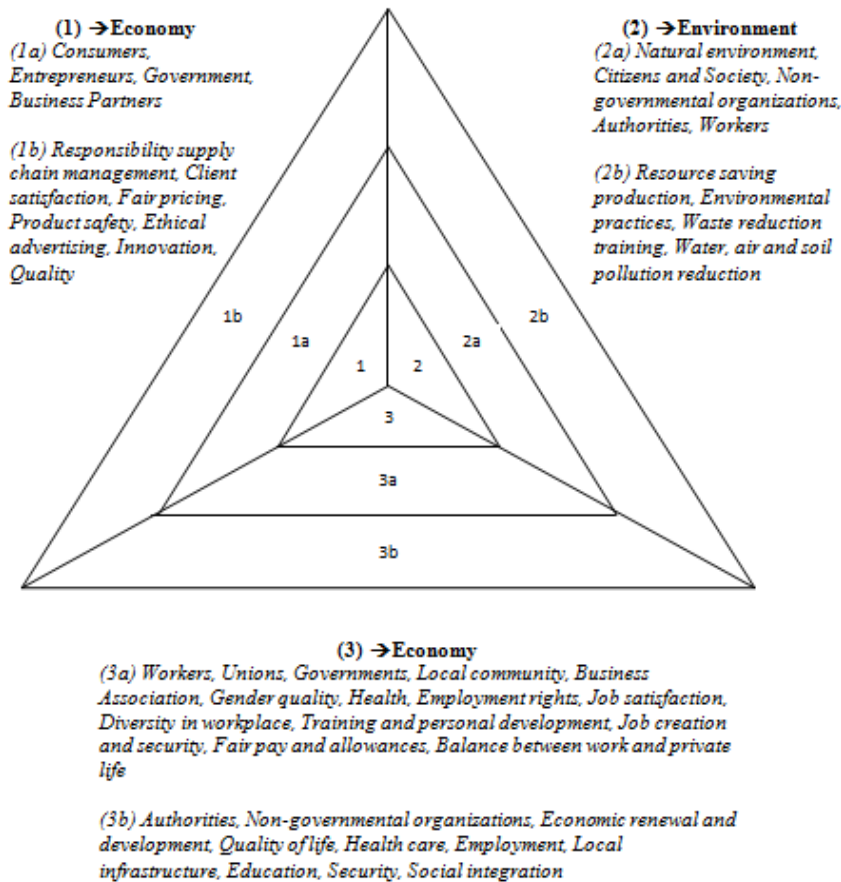 (1) →Economy
(1a) Consumers,
Entrepreneurs, Government,
Business Partners
(1b) Responsibility supply
chain management, Client
satisfaction, Fair pricing,
Product safety, Ethical
advertising, Innovation,
Quality
(2) →Environment
(2a) Natural environment,
Citizens and Society, Non-
governmental organizations,
Authorities, Workers
(2b) Resource saving
production, Environmental
practices, Waste reduction
training, Water, air and soil
pollution reduction
1b
2b
1a
2a
1
2
3
3a
3b
(3) →Economy
(3a) Workers, Unions, Governments, Local community, Business
Association, Gender quality, Health, Employment rights, Job satisfaction,
Diversity in workplace, Training and personal development, Job creation
and security, Fair pay and allowances, Balance between work and private
life
(3b) Authorities, Non-governmental organizations, Economic renewal and
development, Quality of life, Health care, Employment, Local
infrastructure, Education, Security, Social integration